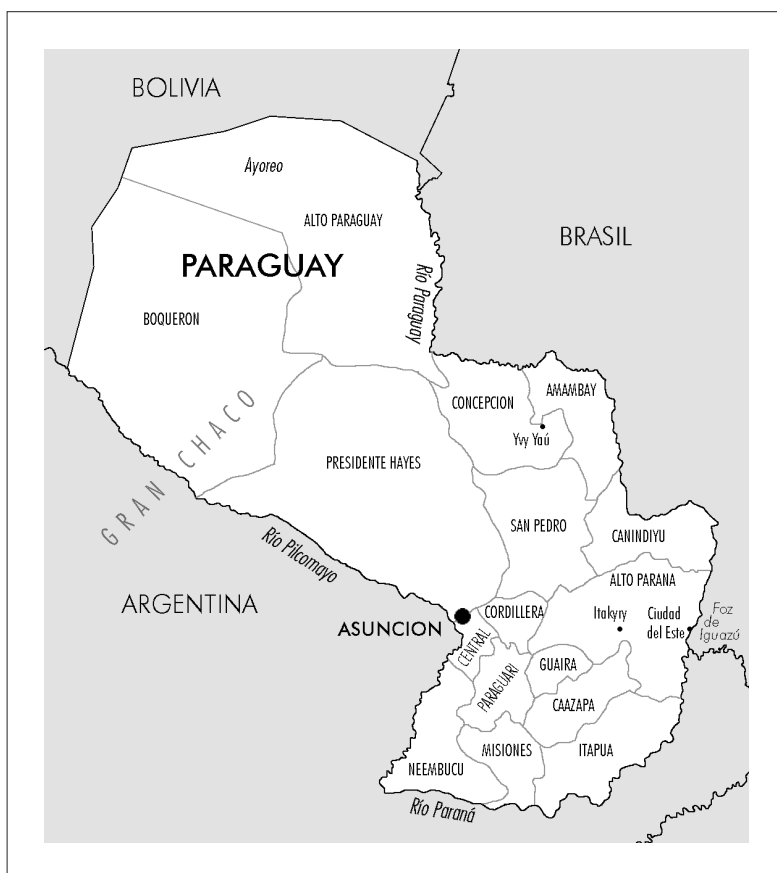 BOLIVIA
Ayoreo
ALTO PARAGUAY
BRASIL
PARAGUAY
Río Paraguay
BOQUERON
CONCEPCION
AMAMBAY
GRAN CHACO
Yvy Yaú
PRESIDENTE HAYES
SAN PEDRO
CANINDIYU
Río Pilcomayo
ALTO PARANA
ARGENTINA
ASUNCION
CORDILLERA
Itakyry
Ciudad
del Este
Foz
de
Iguazú
CENTRAL
PARAGUARI
GUAIRA
CAAZAPA
NEEMBUCU
MISIONES
ITAPUA
Río Paraná